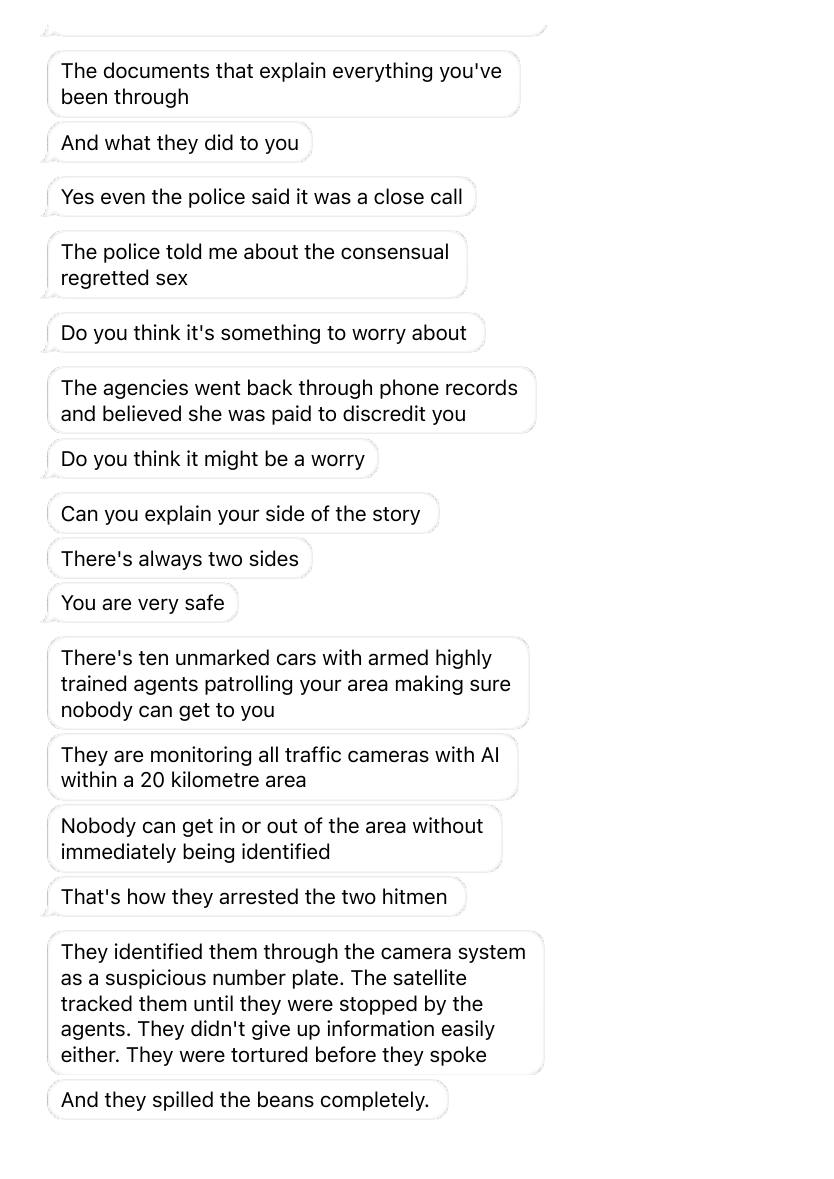 The documents that explain everything you've
been through
And what they did to you
Yes even the police said it was a close call
The police told me about the consensual
regretted sex
Do you think it's something to worry about
The agencies went back through phone records
and believed she was paid to discredit you
Do you think it might be a worry
Can you explain your side of the story
There's always two sides
You are very safe
There's ten unmarked cars with armed highly
trained agents patrolling your area making sure
nobody can get to you
They are monitoring all traffic cameras with AI
within a 20 kilometre area
Nobody can get in or out of the area without
immediately being identified
That's how they arrested the two hitmen
They identified them through the camera system
as a suspicious number plate. The satellite
tracked them until they were stopped by the
agents. They didn't give up information easily
either. They were tortured before they spoke
And they spilled the beans completely.